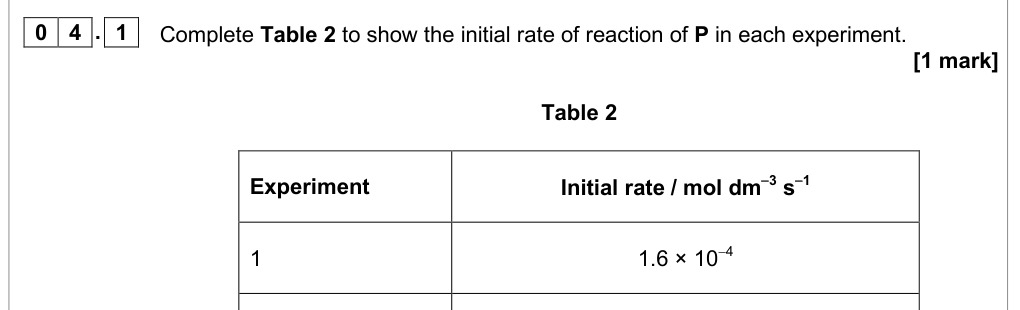 0 4 . 1 Complete Table 2 to show the initial rate of reaction of P in each experiment.
[1 mark]
Table 2
Experiment Initial rate / mol dm⁻³ s⁻¹
1 1.6 × 10⁻⁴